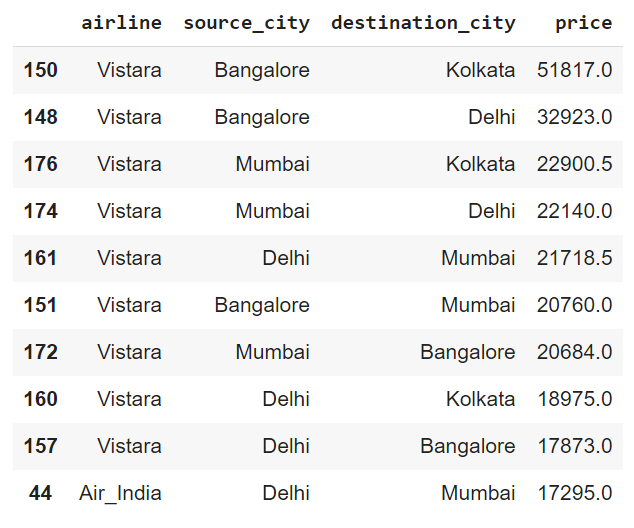 airline source_city destination_city price
150 Vistara Bangalore Kolkata 51817.0
148 Vistara Bangalore Delhi 32923.0
176 Vistara Mumbai Kolkata 22900.5
174 Vistara Mumbai Delhi 22140.0
161 Vistara Delhi Mumbai 21718.5
151 Vistara Bangalore Mumbai 20760.0
172 Vistara Mumbai Bangalore 20684.0
160 Vistara Delhi Kolkata 18975.0
157 Vistara Delhi Bangalore 17873.0
44 Air_India Delhi Mumbai 17295.0